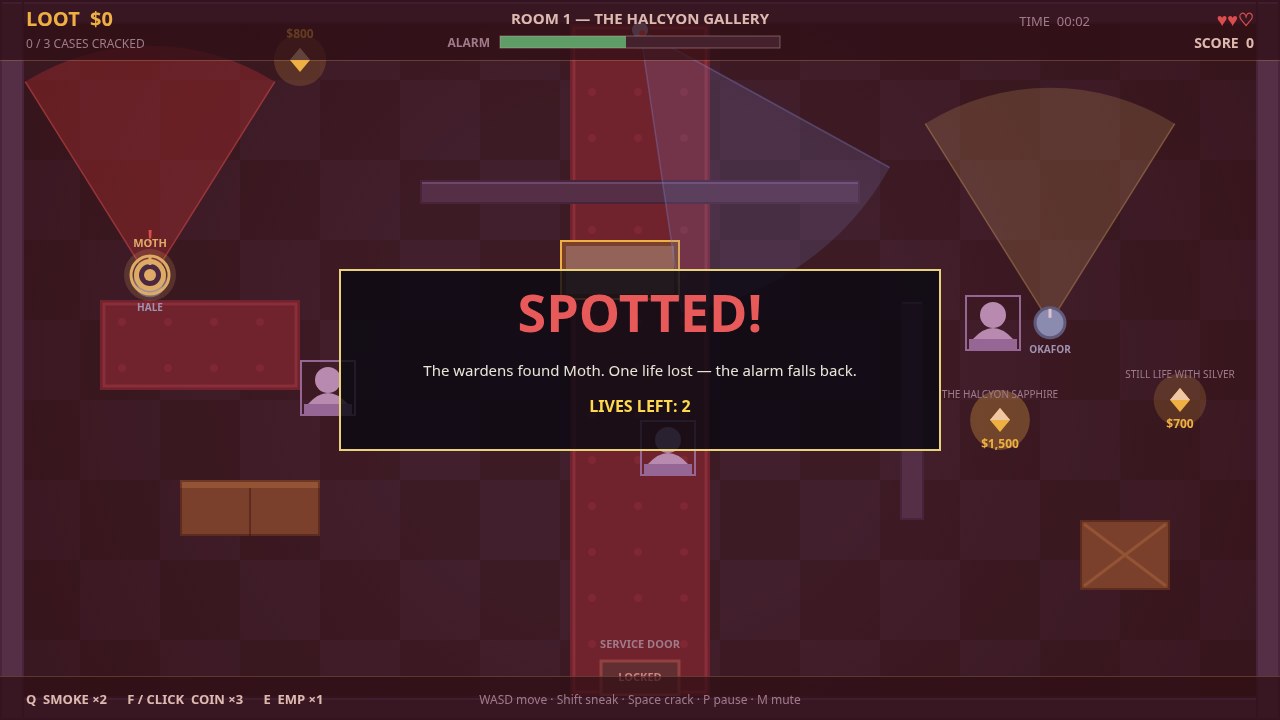 LOOT $0
0 / 3 CASES CRACKED
$800
ROOM 1 — THE HALCYON GALLERY
ALARM
TIME 00:02
♥♥♡
SCORE 0
!
MOTH
HALE
SPOTTED!
The wardens found Moth. One life lost — the alarm falls back.
LIVES LEFT: 2
OKAFOR
STILL LIFE WITH SILVER
$700
THE HALCYON SAPPHIRE
$1,500
SERVICE DOOR
LOCKED
Q SMOKE ×2 F / CLICK COIN ×3 E EMP ×1
WASD move · Shift sneak · Space crack · P pause · M mute